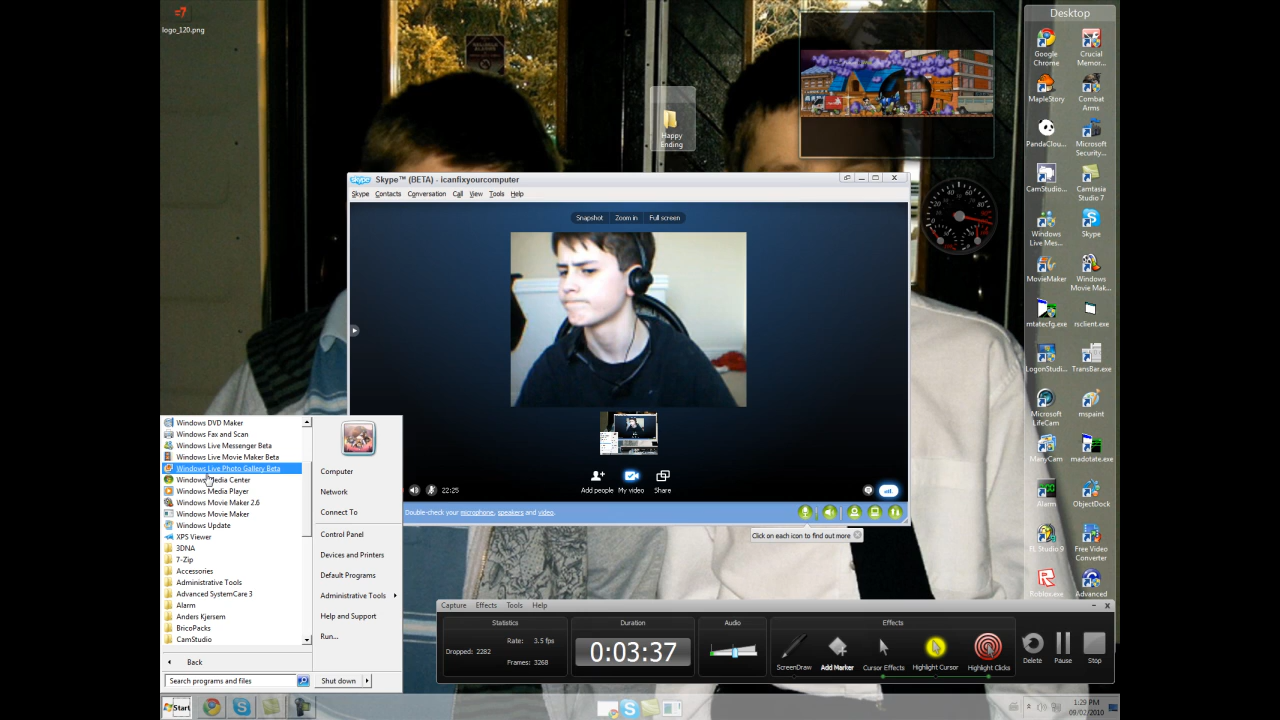 logo_120.png
Happy
Ending
Desktop
Google
Chrome
Crucial
Memor...
MapleStory
Combat
Arms
PandaClou...
Microsoft
Security...
CamStudio...
Camtasia
Studio 7
Windows
Live Mes...
Skype
MovieMaker
Windows
Movie Mak...
mtatecfg.exe
rsclient.exe
LogonStudi...
TransBar.exe
Microsoft
LifeCam
mspaint
ManyCam
madotate.exe
Alarm
ObjectDock
FL Studio 9
Free Video
Converter
Roblox.exe
Advanced
Skype™ (BETA) - icanfixyourcomputer
Skype Contacts Conversation Call View Tools Help
Snapshot Zoom in Full screen
Add people My video Share
22:25
Double-check your microphone, speakers and video.
Click on each icon to find out more
Windows DVD Maker
Windows Fax and Scan
Windows Live Messenger Beta
Windows Live Movie Maker Beta
Windows Live Photo Gallery Beta
Windows Media Center
Windows Media Player
Windows Movie Maker 2.6
Windows Movie Maker
Windows Update
XPS Viewer
3DNA
7-Zip
Accessories
Administrative Tools
Advanced SystemCare 3
Alarm
Anders Kjersem
BricoPacks
CamStudio
Back
Search programs and files
Computer
Network
Connect To
Control Panel
Devices and Printers
Default Programs
Administrative Tools
Help and Support
Run...
Shut down
Capture Effects Tools Help
Statistics
Duration
Audio
Effects
Rate: 3.5 fps
Dropped: 2282
Frames: 3268
0:03:37
ScreenDraw
Add Marker
Cursor Effects
Highlight Cursor
Highlight Clicks
Delete
Pause
Stop
Start
1:29 PM
09/02/2010